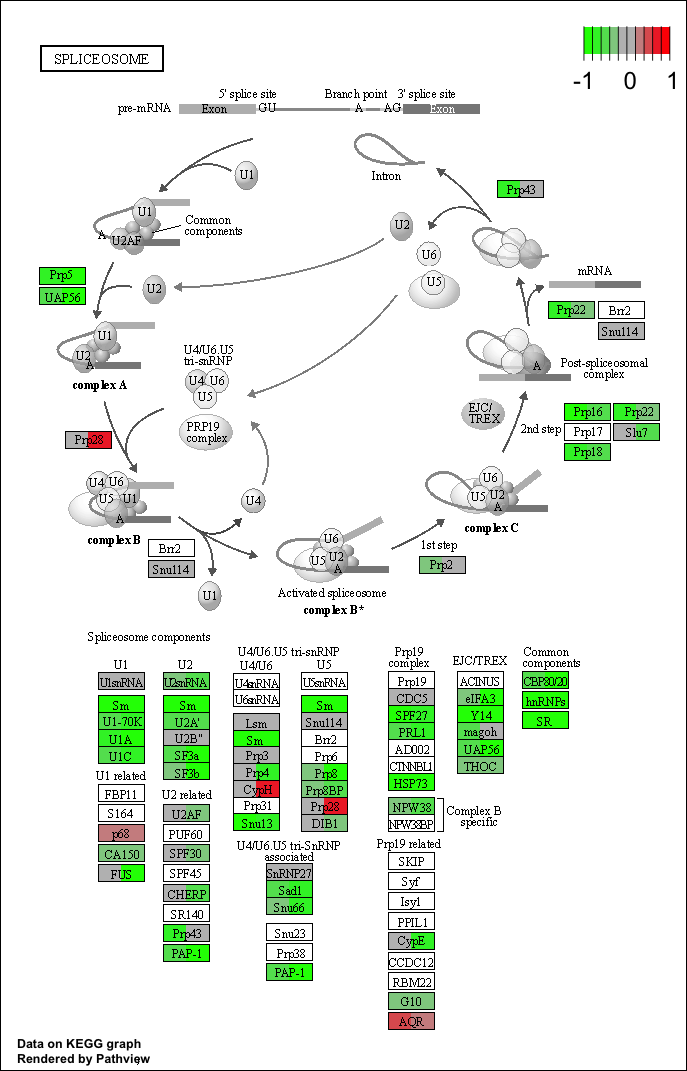 SPLICEOSOME
-1 0 1
5' splice site
Branch point
3' splice site
pre-mRNA
Exon
GU
A
AG
Exon
U1
Intron
Prp43
U1
A
U2AF
Common
components
U2
U6
U5
mRNA
Prp5
UAP56
U2
Prp22
Brr2
Snu114
U1
U2
A
complex A
U4/U6.U5
tri-snRNP
U4
U6
U5
PRP19
complex
A
Post-spliceosomal
complex
EJC/
TREX
2nd step
Prp16
Prp22
Prp17
Slu7
Prp18
Prp28
U4
U6
U5
U1
A
complex B
U4
U6
U5
U2
A
complex C
Brr2
Snu114
U1
U6
U5
U2
A
Activated spliceosome
complex B*
1st step
Prp2
Spliceosome components
U1
U1snRNA
Sm
U1-70K
U1A
U1C
U1 related
FBP11
S164
p68
CA150
FUS
U2
U2snRNA
Sm
U2A'
U2B"
SF3a
SF3b
U2 related
U2AF
PUF60
SPF30
SPF45
CHERP
SR140
Prp43
PAP-1
U4/U6.U5 tri-snRNP
U4/U6
U4snRNA
U6snRNA
Lsm
Sm
Prp3
Prp4
CypH
Prp31
Snu13
U5
U5snRNA
Sm
Snu114
Brr2
Prp6
Prp8
Prp8BP
Prp28
DIB1
U4/U6.U5 tri-SnRNP
associated
SnRNP27
Sad1
Snu66
Snu23
Prp38
PAP-1
Prp19
complex
Prp19
CDC5
SPF27
PRL1
AD002
CTNNBL1
HSP73
NPW38
NPW38BP
Complex B
specific
Prp19 related
SKIP
Syf
Isy1
PPIL1
CypE
CCDC12
RBM22
G10
AQR
EJC/TREX
ACINUS
eIFA3
Y14
magoh
UAP56
THOC
Common
components
CBP80/20
hnRNPs
SR
Data on KEGG graph
Rendered by Pathview